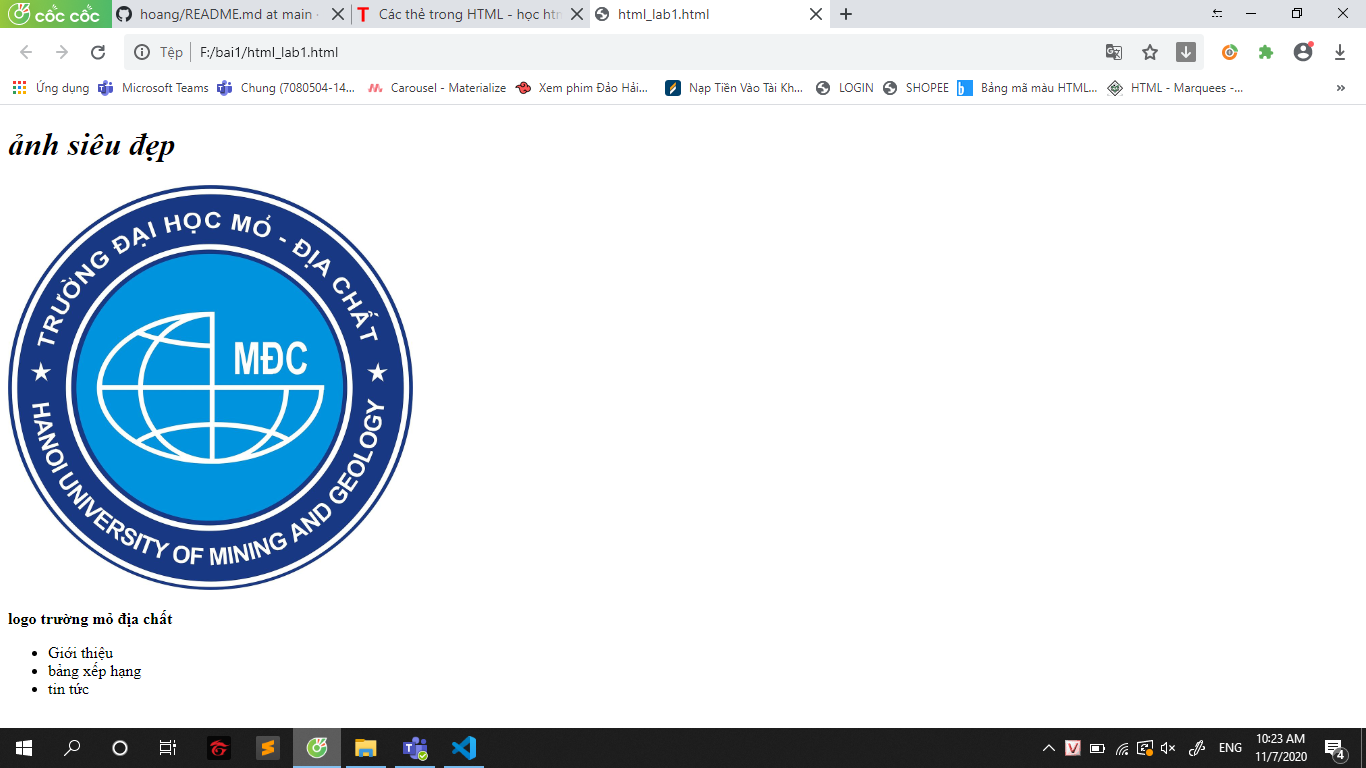 cốc cốc
hoang/README.md at main
Các thẻ trong HTML - học htm
html_lab1.html
Tệp
F:/bai1/html_lab1.html
Ứng dụng
Microsoft Teams
Chung (7080504-14...
Carousel - Materialize
Xem phim Đảo Hải...
Nạp Tiền Vào Tài Kh...
LOGIN
SHOPEE
Bảng mã màu HTML...
HTML - Marquees -...
ảnh siêu đẹp
TRƯỜNG ĐẠI HỌC MỎ - ĐỊA CHẤT
MĐC
HANOI UNIVERSITY OF MINING AND GEOLOGY
logo trường mỏ địa chất
Giới thiệu
bảng xếp hạng
tin tức
ENG
10:23 AM
11/7/2020
4